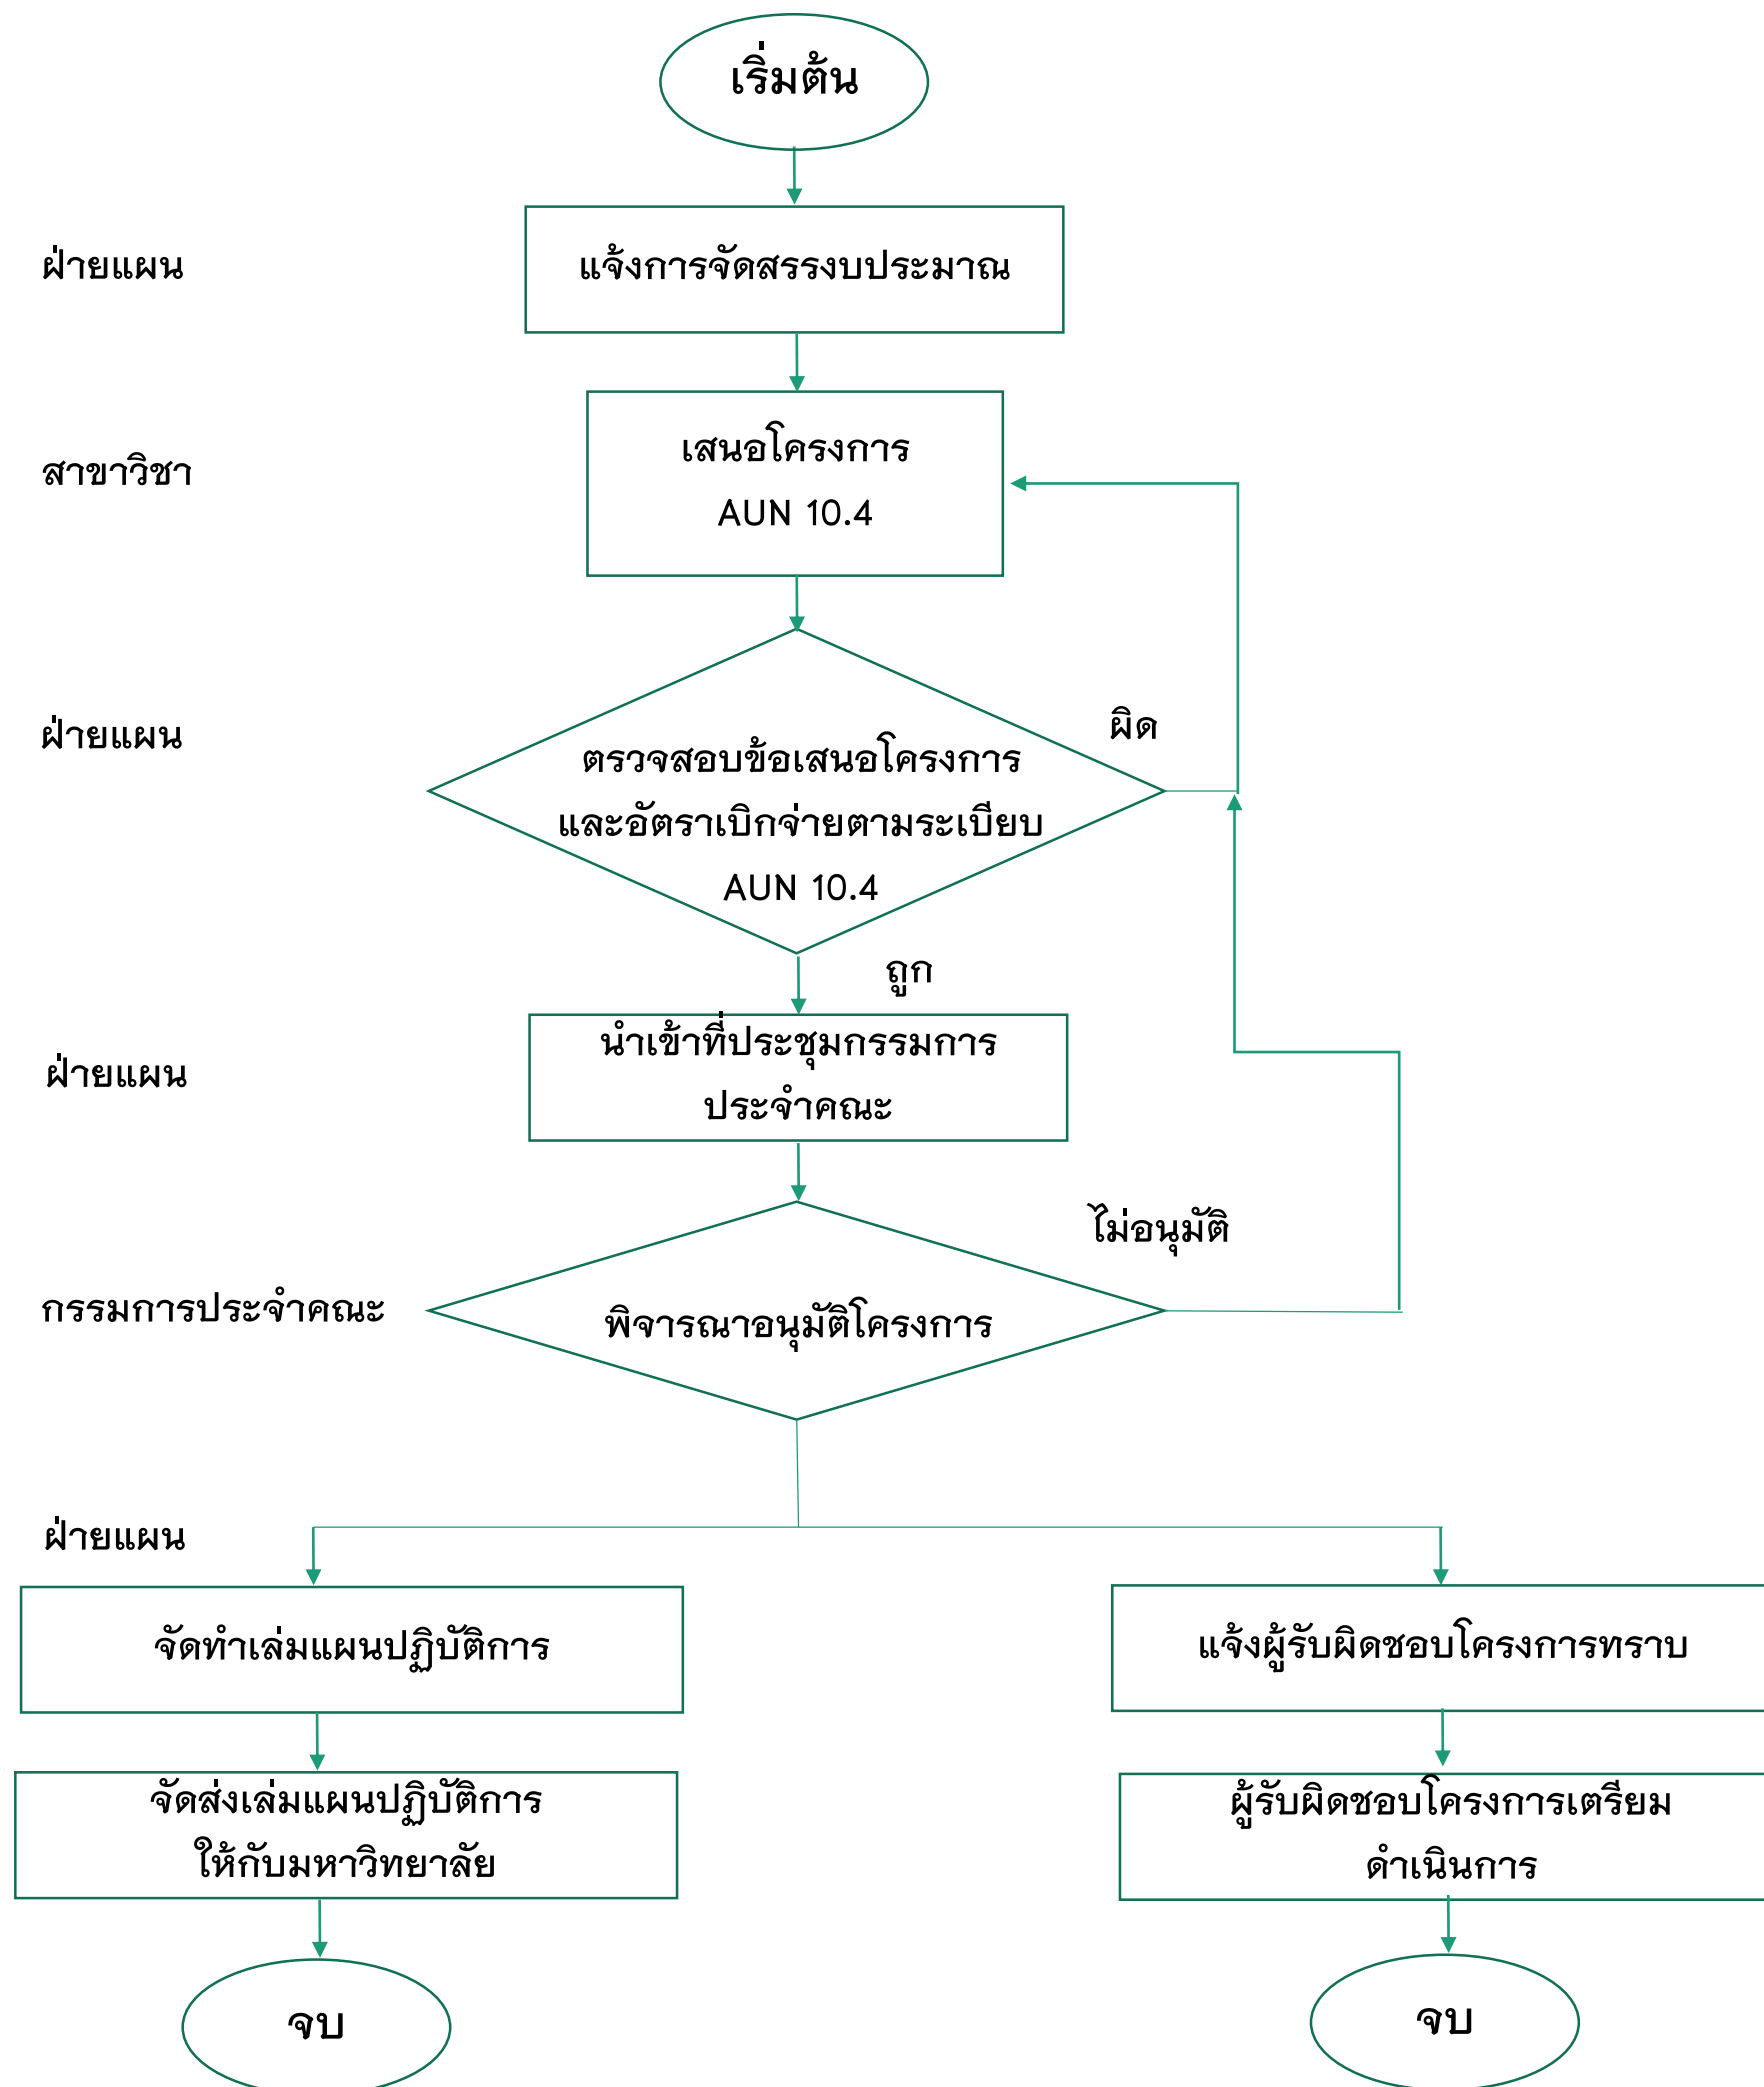 เริ่มต้น
ฝ่ายแผน
แจ้งการจัดสรรงบประมาณ
สาขาวิชา
เสนอโครงการ
AUN 10.4
ฝ่ายแผน
ผิด
ตรวจสอบข้อเสนอโครงการ
และอัตราเบิกจ่ายตามระเบียบ
AUN 10.4
ถูก
ฝ่ายแผน
นำเข้าที่ประชุมกรรมการ
ประจำคณะ
ไม่อนุมัติ
กรรมการประจำคณะ
พิจารณาอนุมัติโครงการ
ฝ่ายแผน
จัดทำเล่มแผนปฏิบัติการ
แจ้งผู้รับผิดชอบโครงการทราบ
จัดส่งเล่มแผนปฏิบัติการ
ให้กับมหาวิทยาลัย
ผู้รับผิดชอบโครงการเตรียม
ดำเนินการ
จบ
จบ